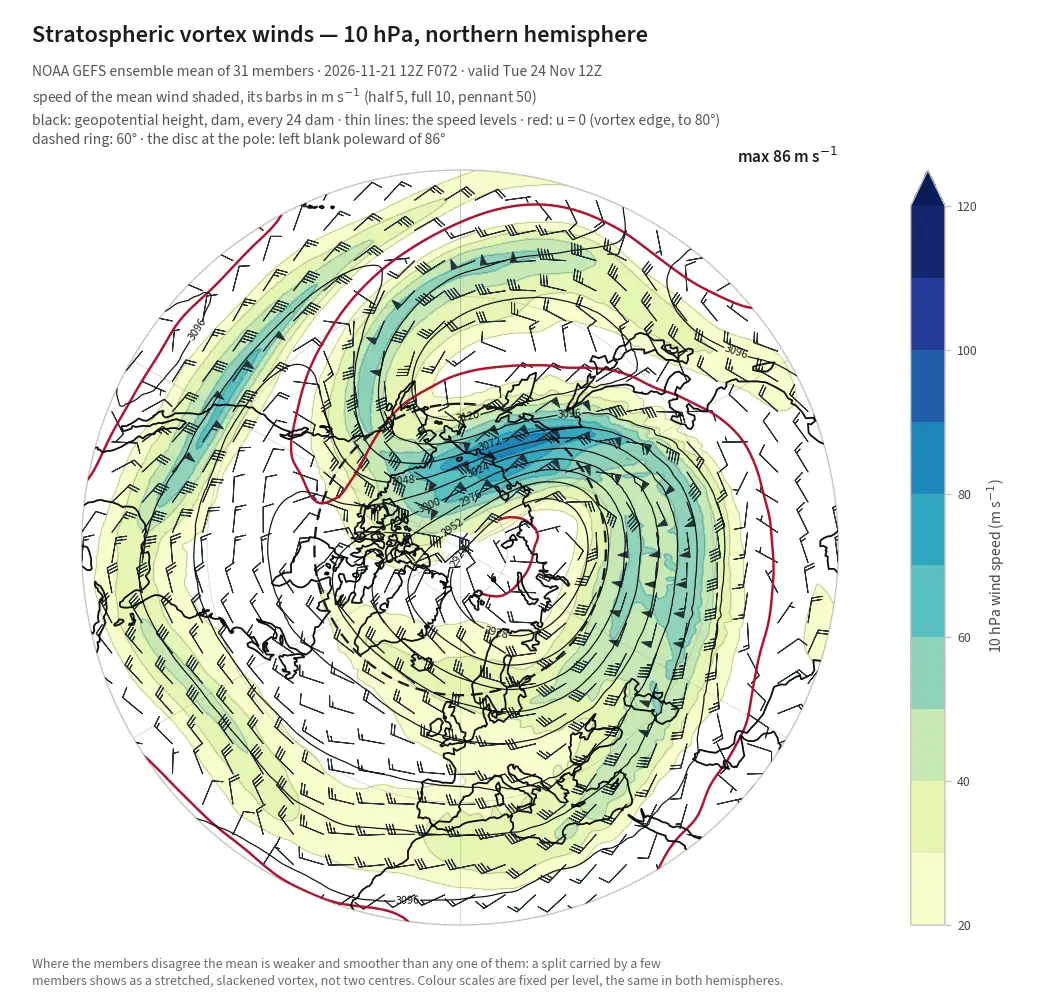 Stratospheric vortex winds — 10 hPa, northern hemisphere
NOAA GEFS ensemble mean of 31 members · 2026-11-21 12Z F072 · valid Tue 24 Nov 12Z
speed of the mean wind shaded, its barbs in m s⁻¹ (half 5, full 10, pennant 50)
black: geopotential height, dam, every 24 dam · thin lines: the speed levels · red: u = 0 (vortex edge, to 80°)
dashed ring: 60° · the disc at the pole: left blank poleward of 86°
max 86 m s⁻¹
120
100
80
60
40
20
10 hPa wind speed (m s⁻¹)
3096
3096
3120
3096
3072
3024
3048
2976
3000
2952
3096
Where the members disagree the mean is weaker and smoother than any one of them: a split carried by a few
members shows as a stretched, slackened vortex, not two centres. Colour scales are fixed per level, the same in both hemispheres.